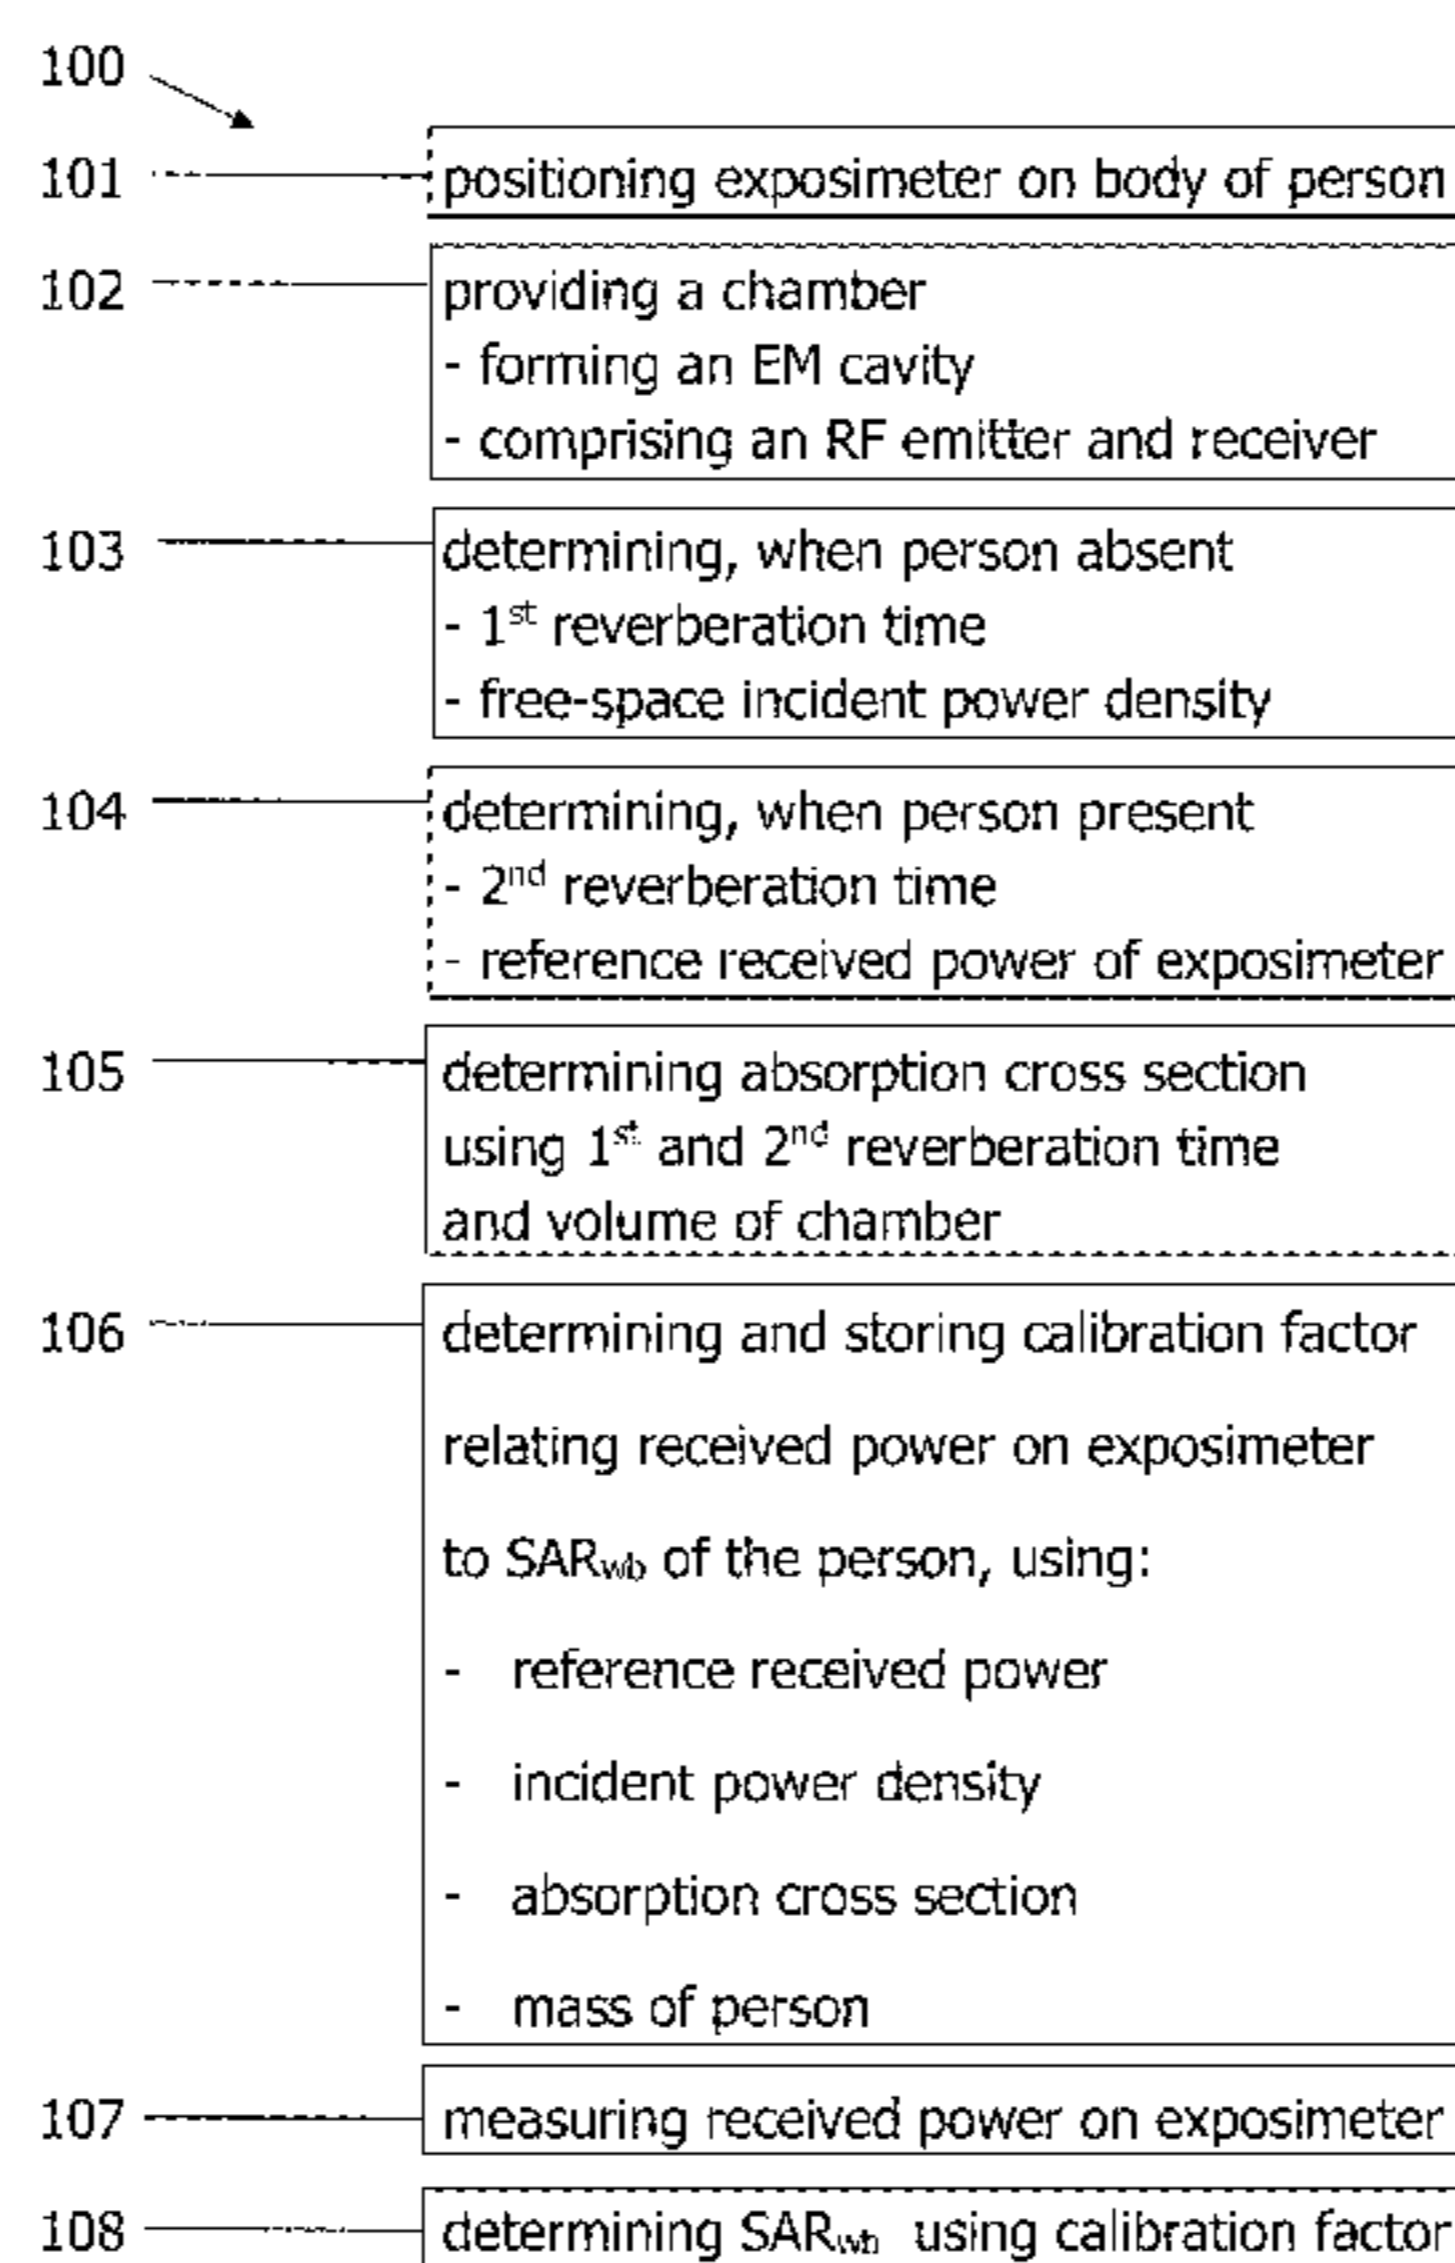 100
101 positioning exposimeter on body of person
102 providing a chamber
- forming an EM cavity
- comprising an RF emitter and receiver
103 determining, when person absent
- 1st reverberation time
- free-space incident power density
104 determining, when person present
- 2nd reverberation time
- reference received power of exposimeter
105 determining absorption cross section
using 1st and 2nd reverberation time
and volume of chamber
106 determining and storing calibration factor
relating received power on exposimeter
to SARwb of the person, using:
- reference received power
- incident power density
- absorption cross section
- mass of person
107 measuring received power on exposimeter
108 determining SARwb using calibration factor